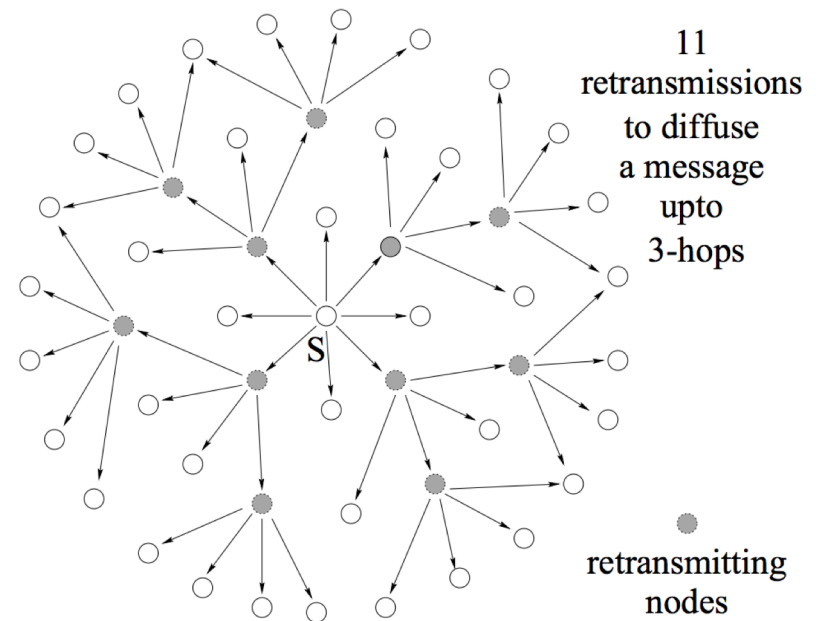 11
retransmissions
to diffuse
a message
upto
3-hops
S
retransmitting
nodes